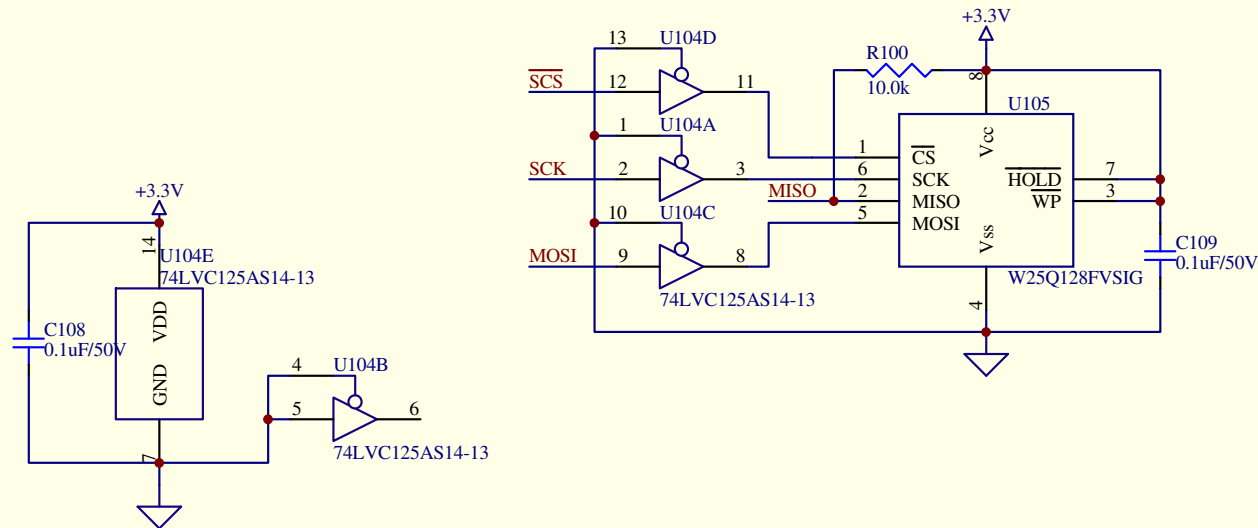 +3.3V
13 U104D
R100
SCS 12 11 10.0k 8
U105
1 U104A
Vcc
1 CS
SCK 2 3 6 SCK HOLD 7
MISO 2 MISO WP 3
10 U104C 5 MOSI
Vss
MOSI 9 8
C109
0.1uF/50V
74LVC125AS14-13
W25Q128FVSIG
4
+3.3V
14 U104E
74LVC125AS14-13
VDD
C108
0.1uF/50V
GND
7
4 U104B
5 6
74LVC125AS14-13